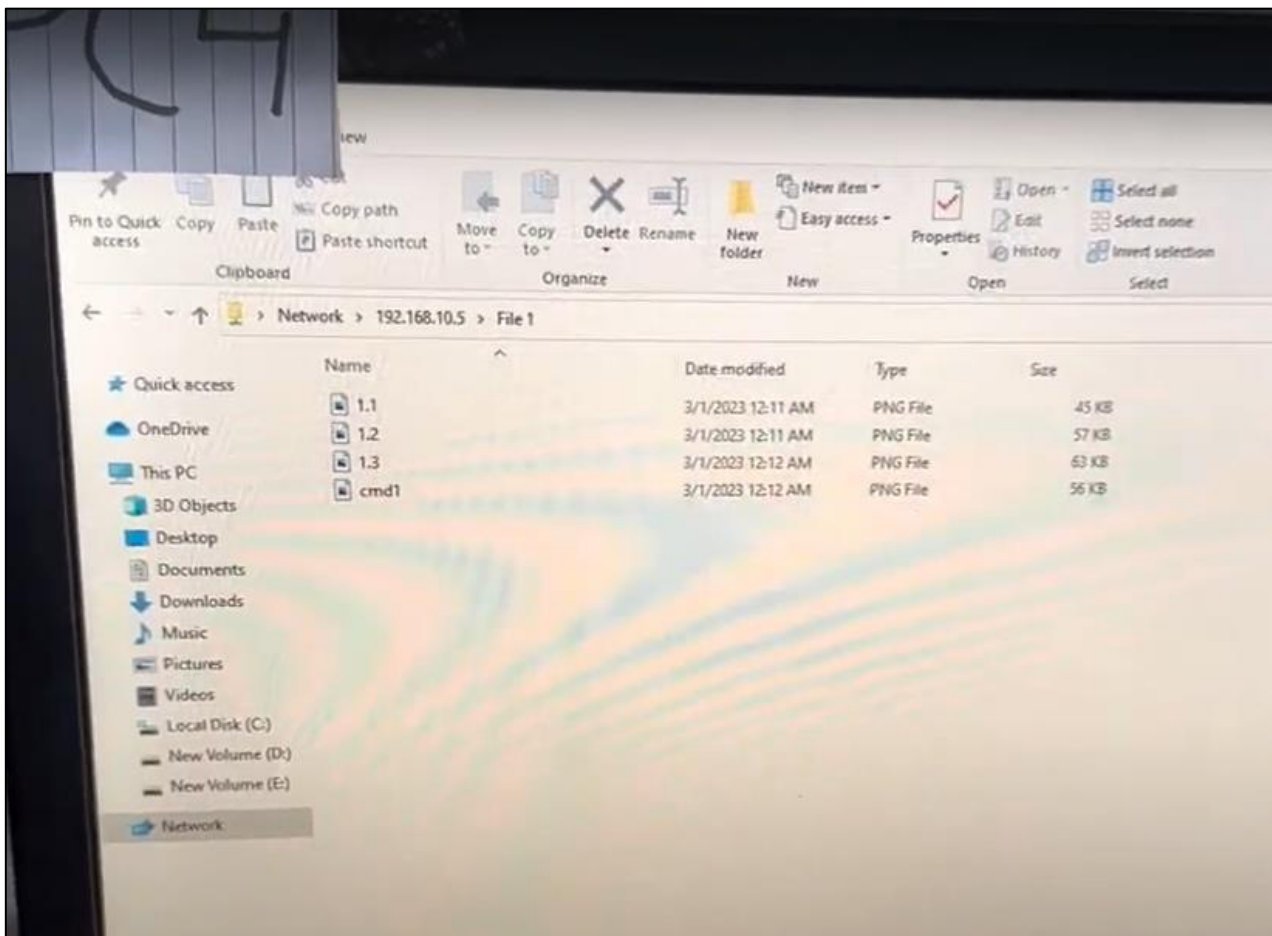 PC4
iew
Pin to Quick access
Copy
Paste
Cut
Copy path
Paste shortcut
Clipboard
Move to
Copy to
Delete
Rename
Organize
New folder
New item
Easy access
New
Properties
Open
Edit
History
Open
Select all
Select none
Invert selection
Select
Network > 192.168.10.5 > File 1
Name Date modified Type Size
1.1 3/1/2023 12:11 AM PNG File 45 KB
1.2 3/1/2023 12:11 AM PNG File 57 KB
1.3 3/1/2023 12:12 AM PNG File 63 KB
cmd1 3/1/2023 12:12 AM PNG File 56 KB
Quick access
OneDrive
This PC
3D Objects
Desktop
Documents
Downloads
Music
Pictures
Videos
Local Disk (C:)
New Volume (D:)
New Volume (E:)
Network